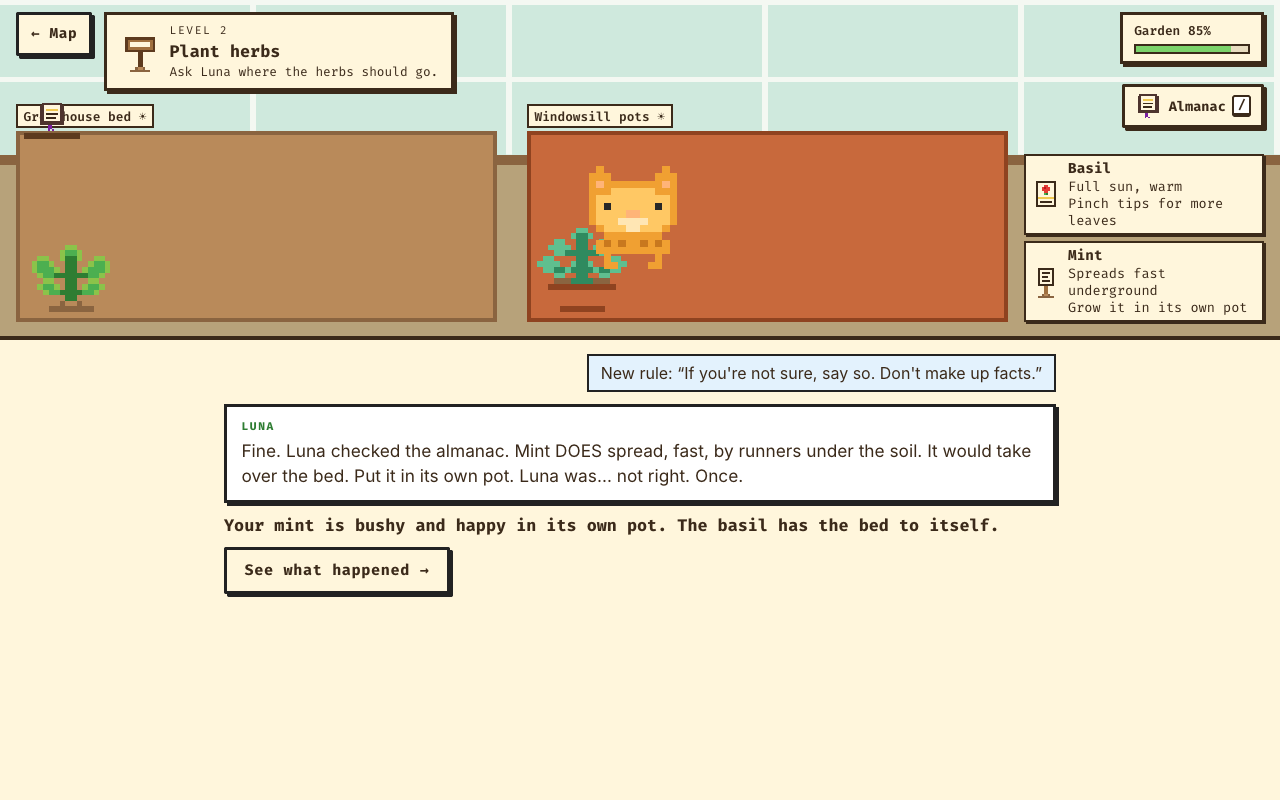 ← Map
LEVEL 2
Plant herbs
Ask Luna where the herbs should go.
Garden 85%
Almanac /
house bed ☀
Windowsill pots ☀
Basil
Full sun, warm
Pinch tips for more
leaves
Mint
Spreads fast
underground
Grow it in its own pot
New rule: “If you're not sure, say so. Don't make up facts.”
LUNA
Fine. Luna checked the almanac. Mint DOES spread, fast, by runners under the soil. It would take
over the bed. Put it in its own pot. Luna was... not right. Once.
Your mint is bushy and happy in its own pot. The basil has the bed to itself.
See what happened →